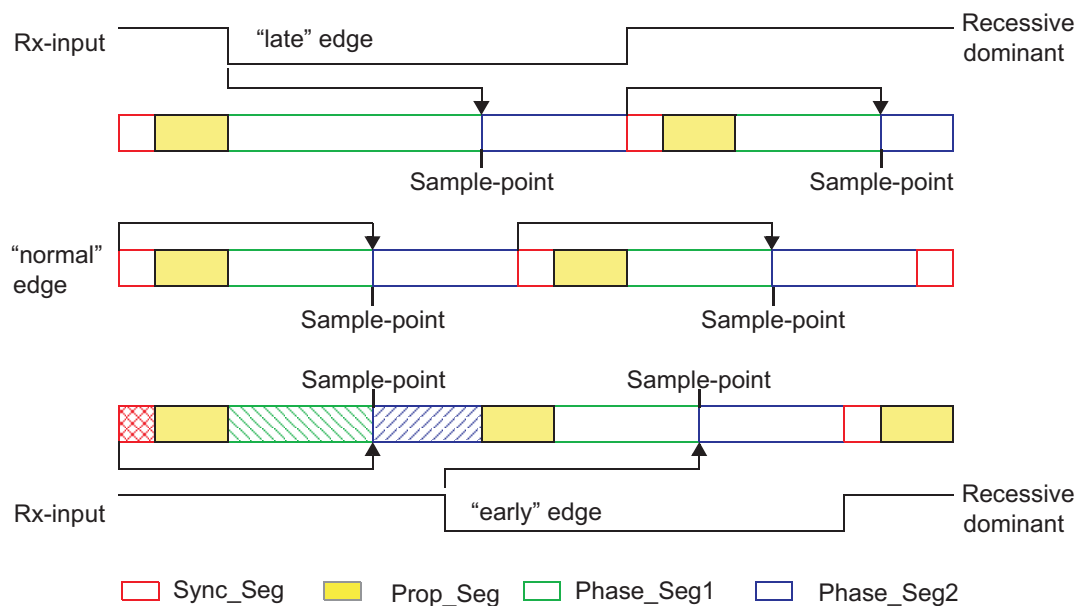 Rx-input
“late” edge
Recessive
dominant
Sample-point
Sample-point
“normal”
edge
Sample-point
Sample-point
Sample-point
Sample-point
Rx-input
“early” edge
Recessive
dominant
Sync_Seg
Prop_Seg
Phase_Seg1
Phase_Seg2